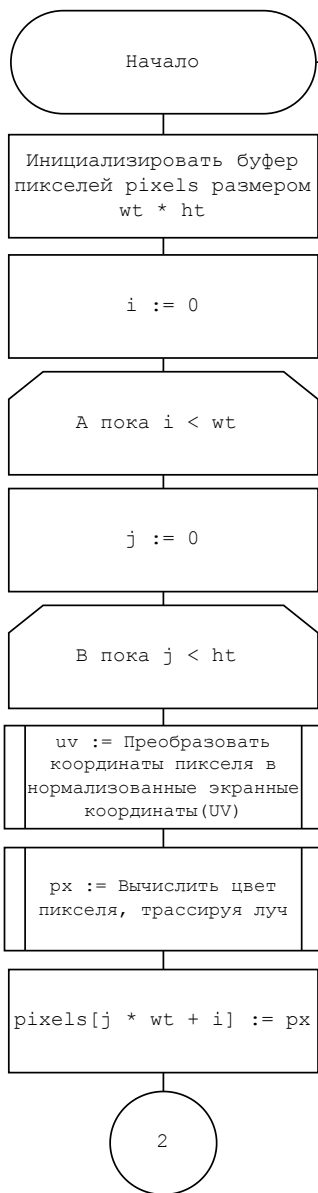 Начало
Инициализировать буфер
пикселей pixels размером
wt * ht
i := 0
А пока i < wt
j := 0
В пока j < ht
uv := Преобразовать
координаты пикселя в
нормализованные экранные
координаты(UV)
px := Вычислить цвет
пикселя, трассируя луч
pixels[j * wt + i] := px
2